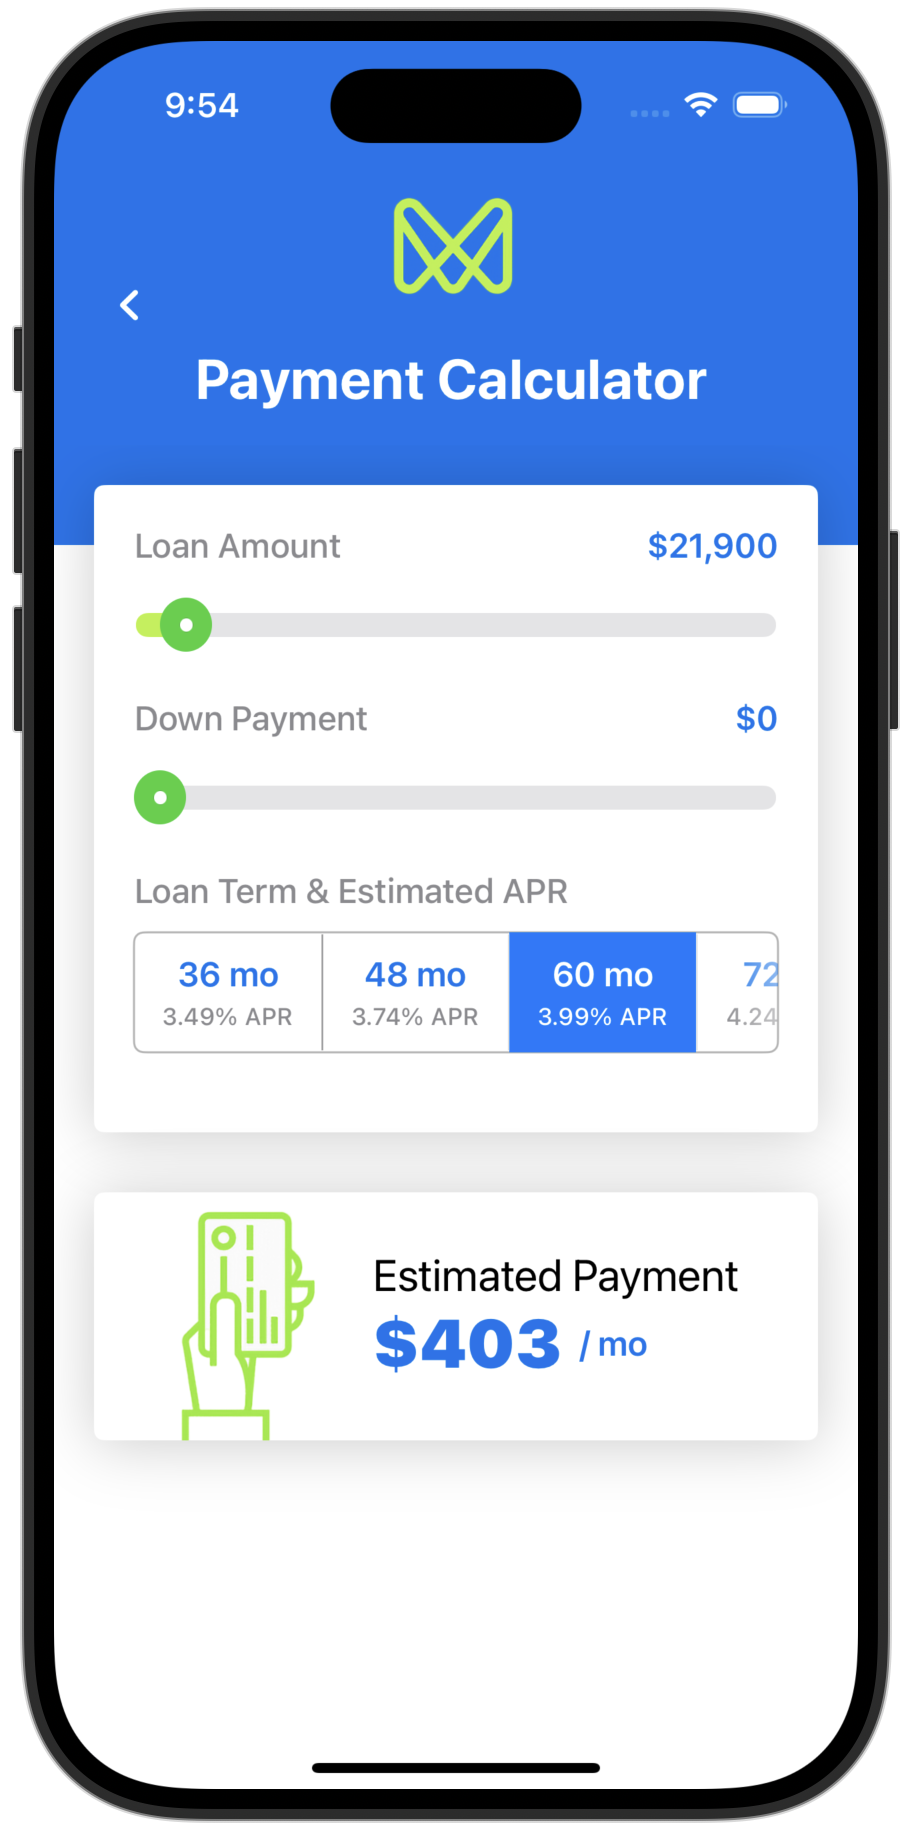 9:54
Payment Calculator
Loan Amount $21,900
Down Payment $0
Loan Term & Estimated APR
36 mo 48 mo 60 mo 72
3.49% APR 3.74% APR 3.99% APR 4.24
Estimated Payment
$403 / mo